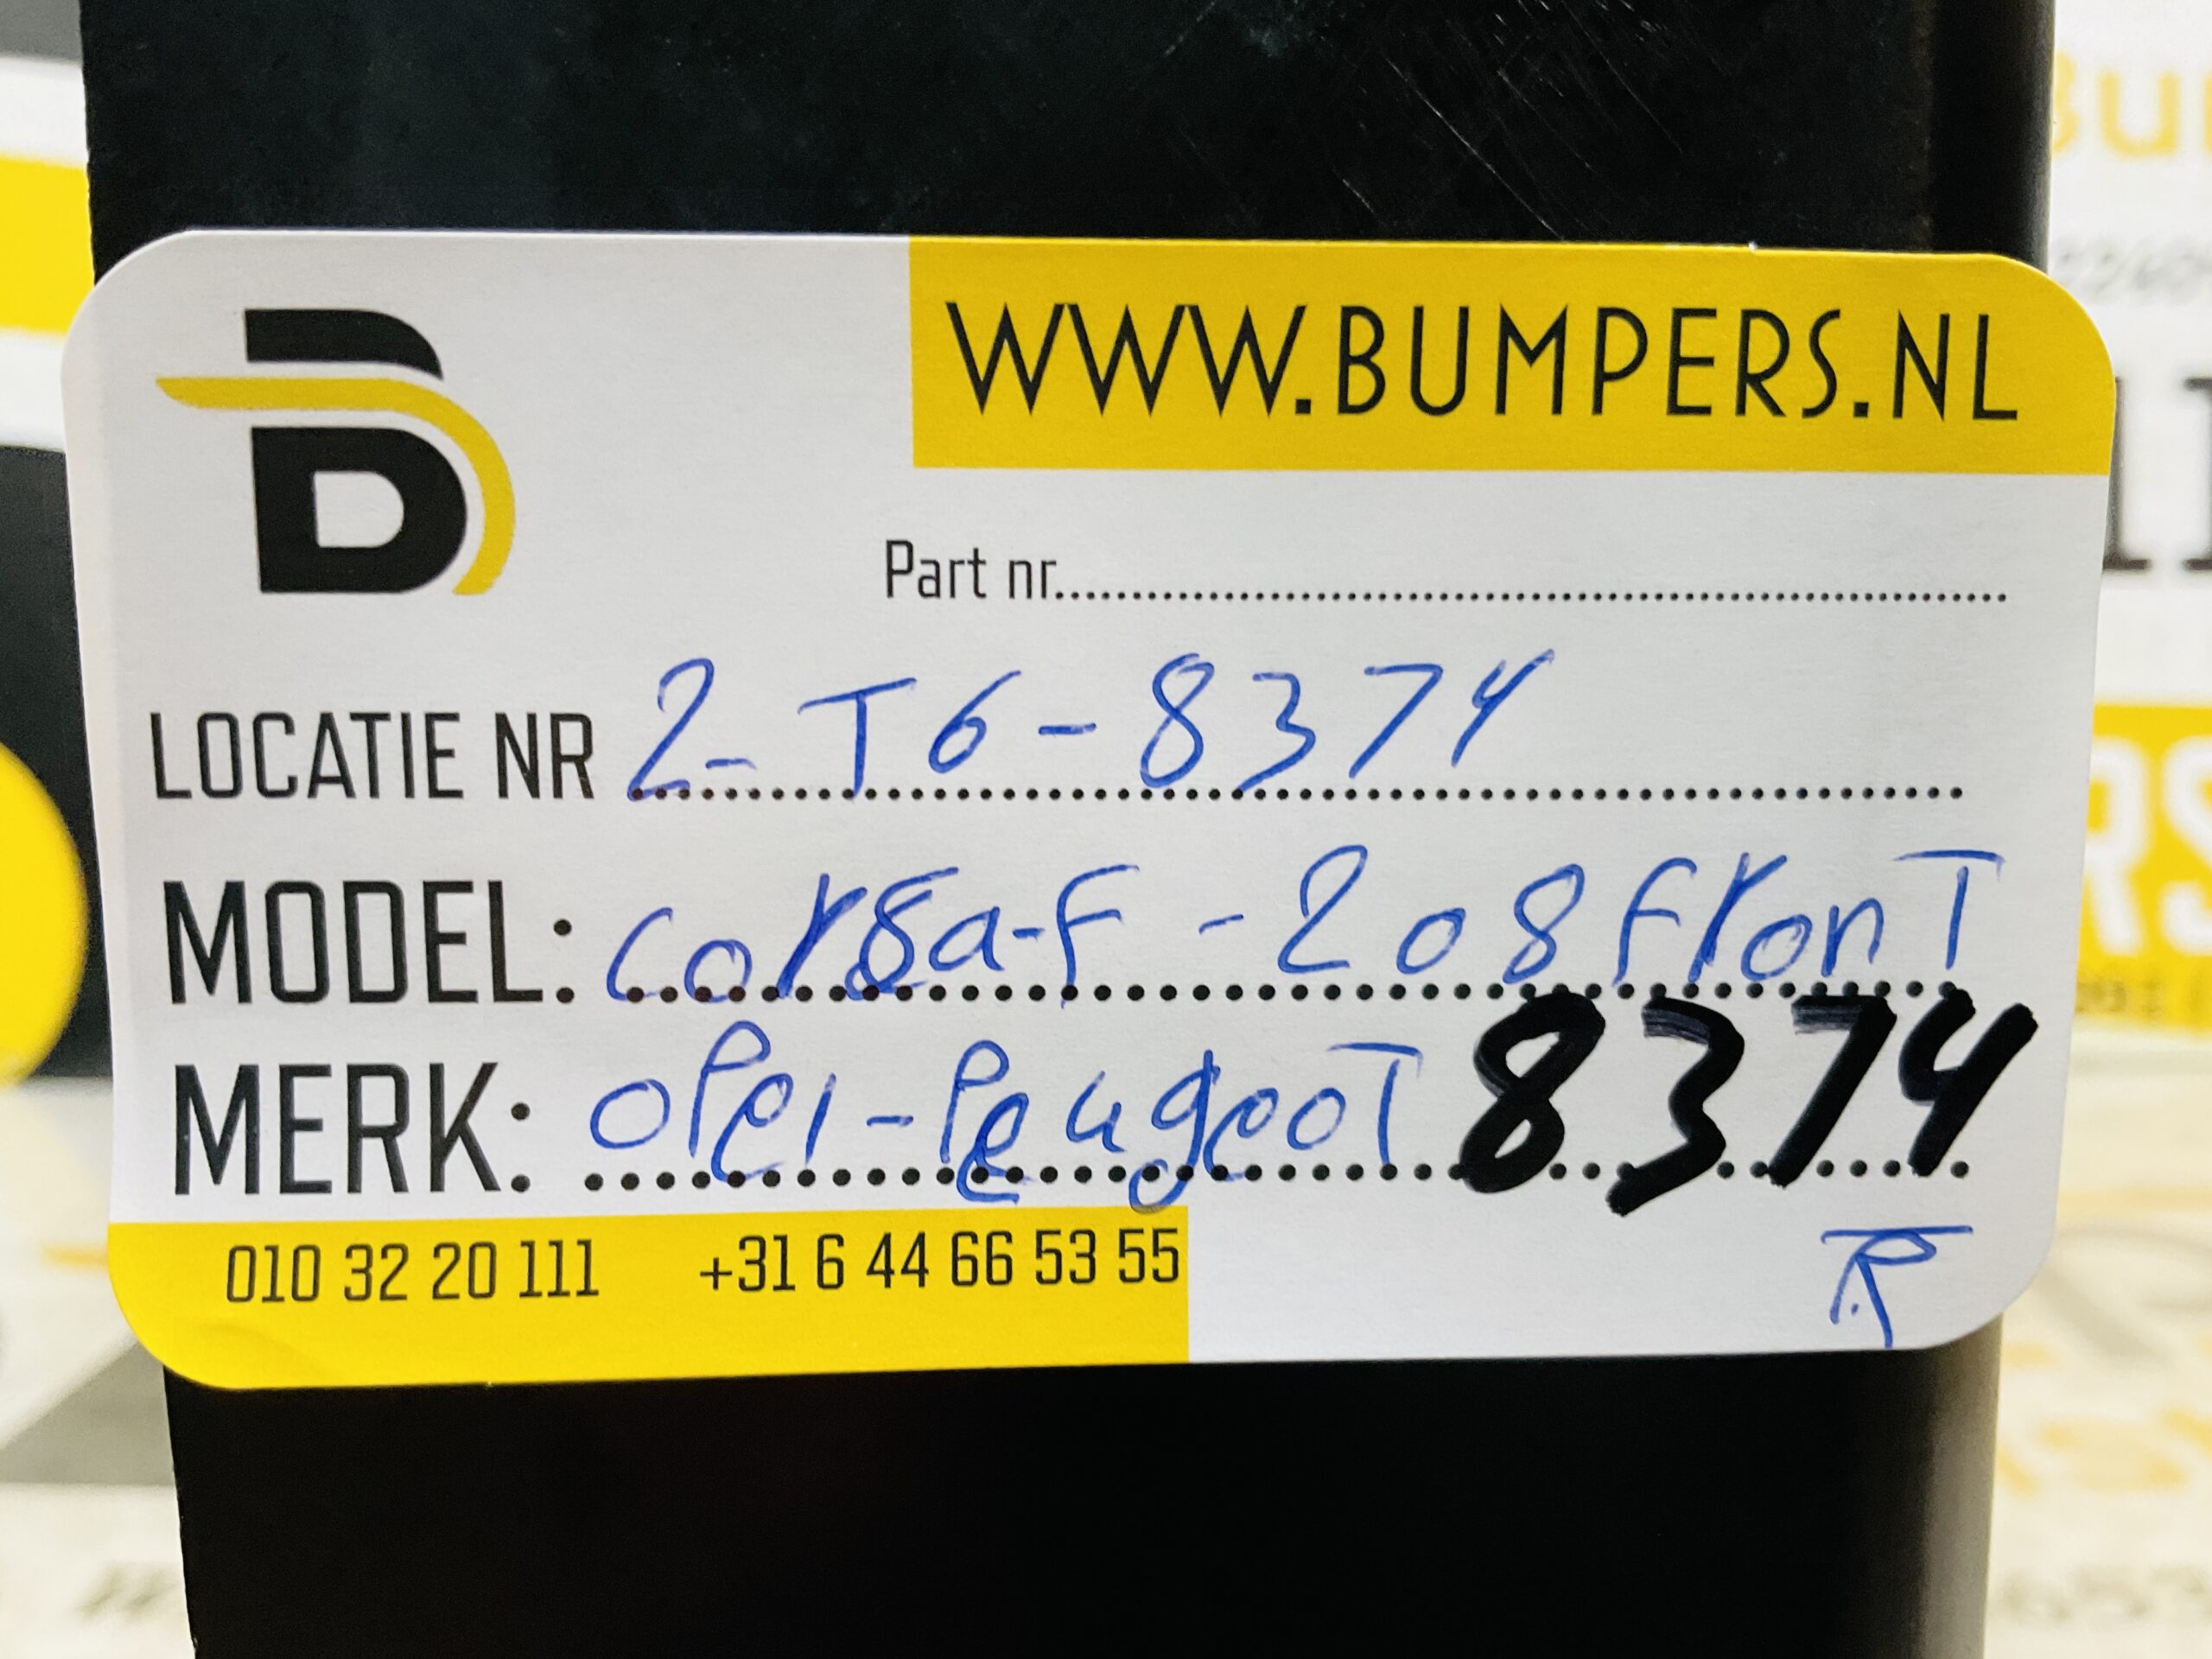 WWW.BUMPERS.NL
Part nr.
LOCATIE NR 2-T6-8374
MODEL: corsa-F - 208 FronT
MERK: oPel-PeugeoT 8374
010 32 20 111 +31 6 44 66 53 55